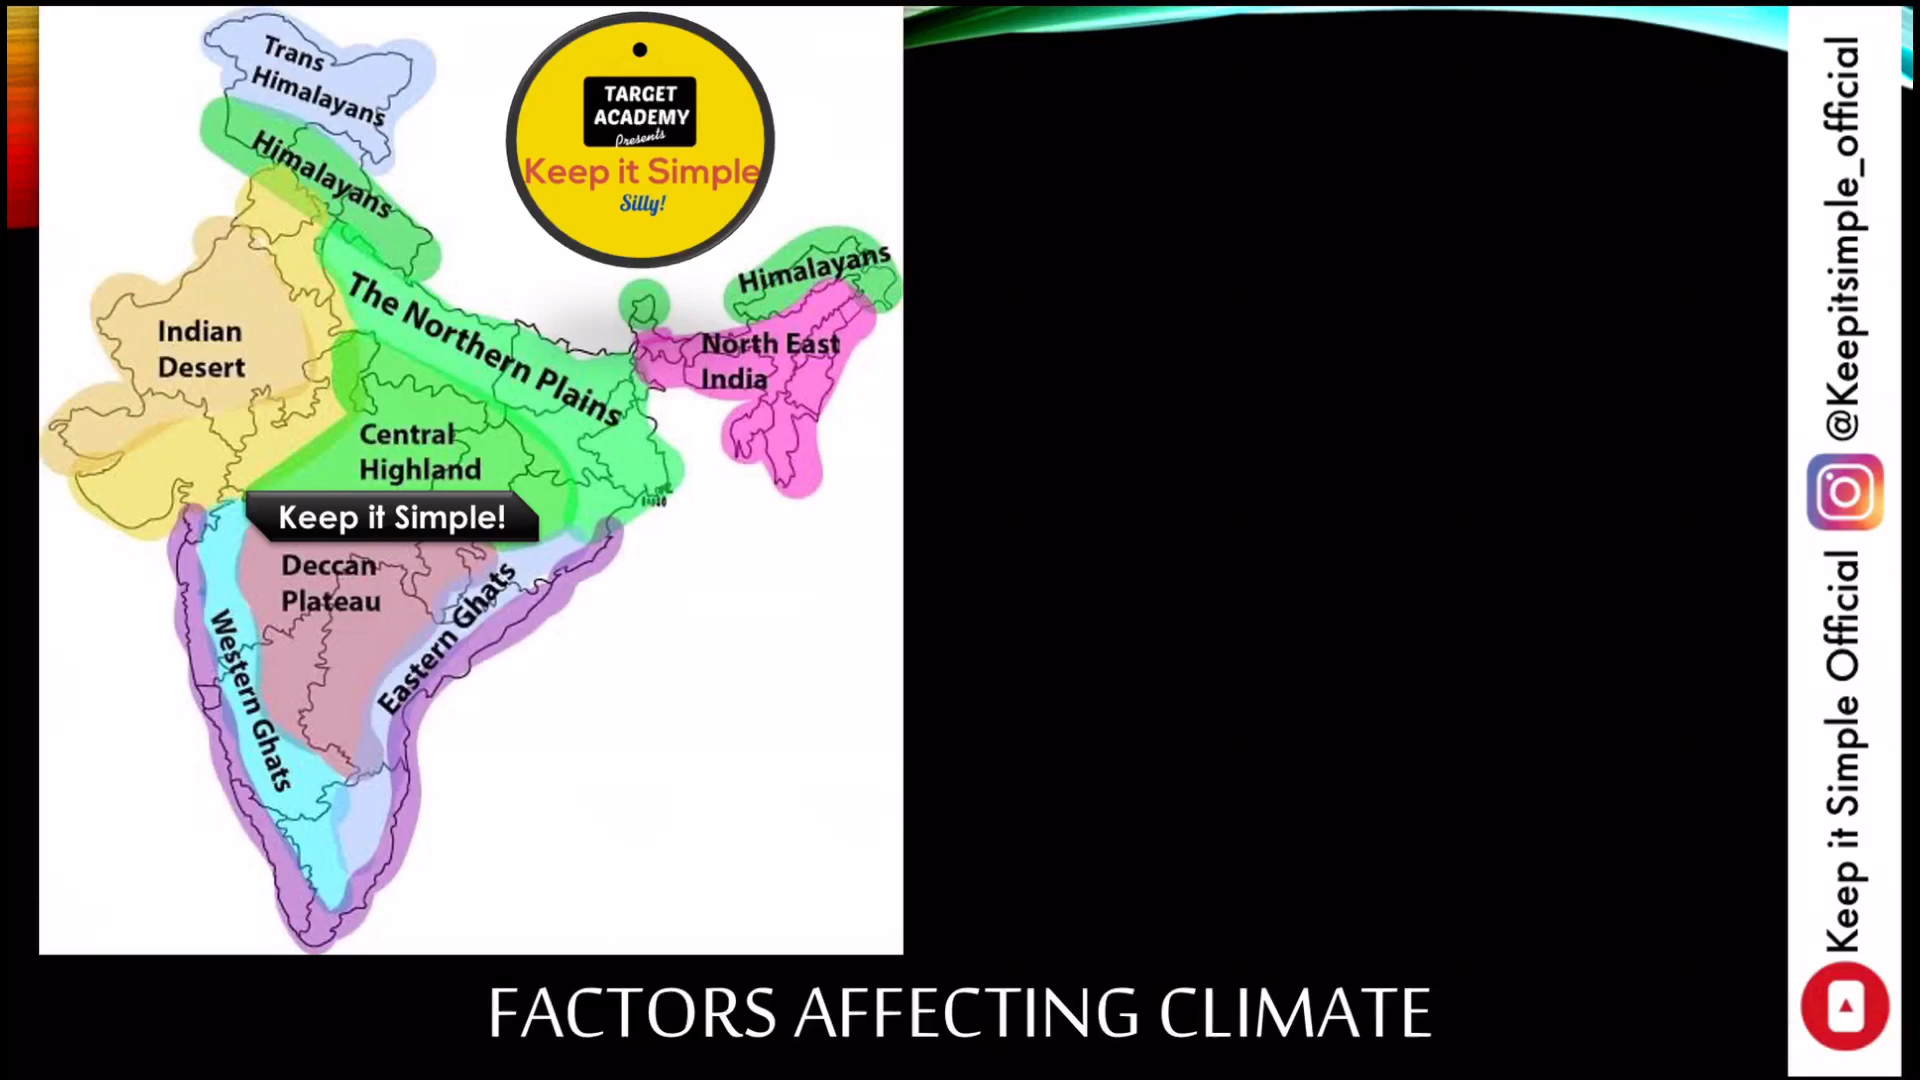 Trans
Himalayans
Himalayans
TARGET
ACADEMY
Presents
Keep it Simple
Silly!
Himalayans
The Northern Plains
Indian
Desert
North East
India
Central
Highland
Keep it Simple!
Deccan
Plateau
Western Ghats
Eastern Ghats
FACTORS AFFECTING CLIMATE
@Keepitsimple_official
Keep it Simple Official